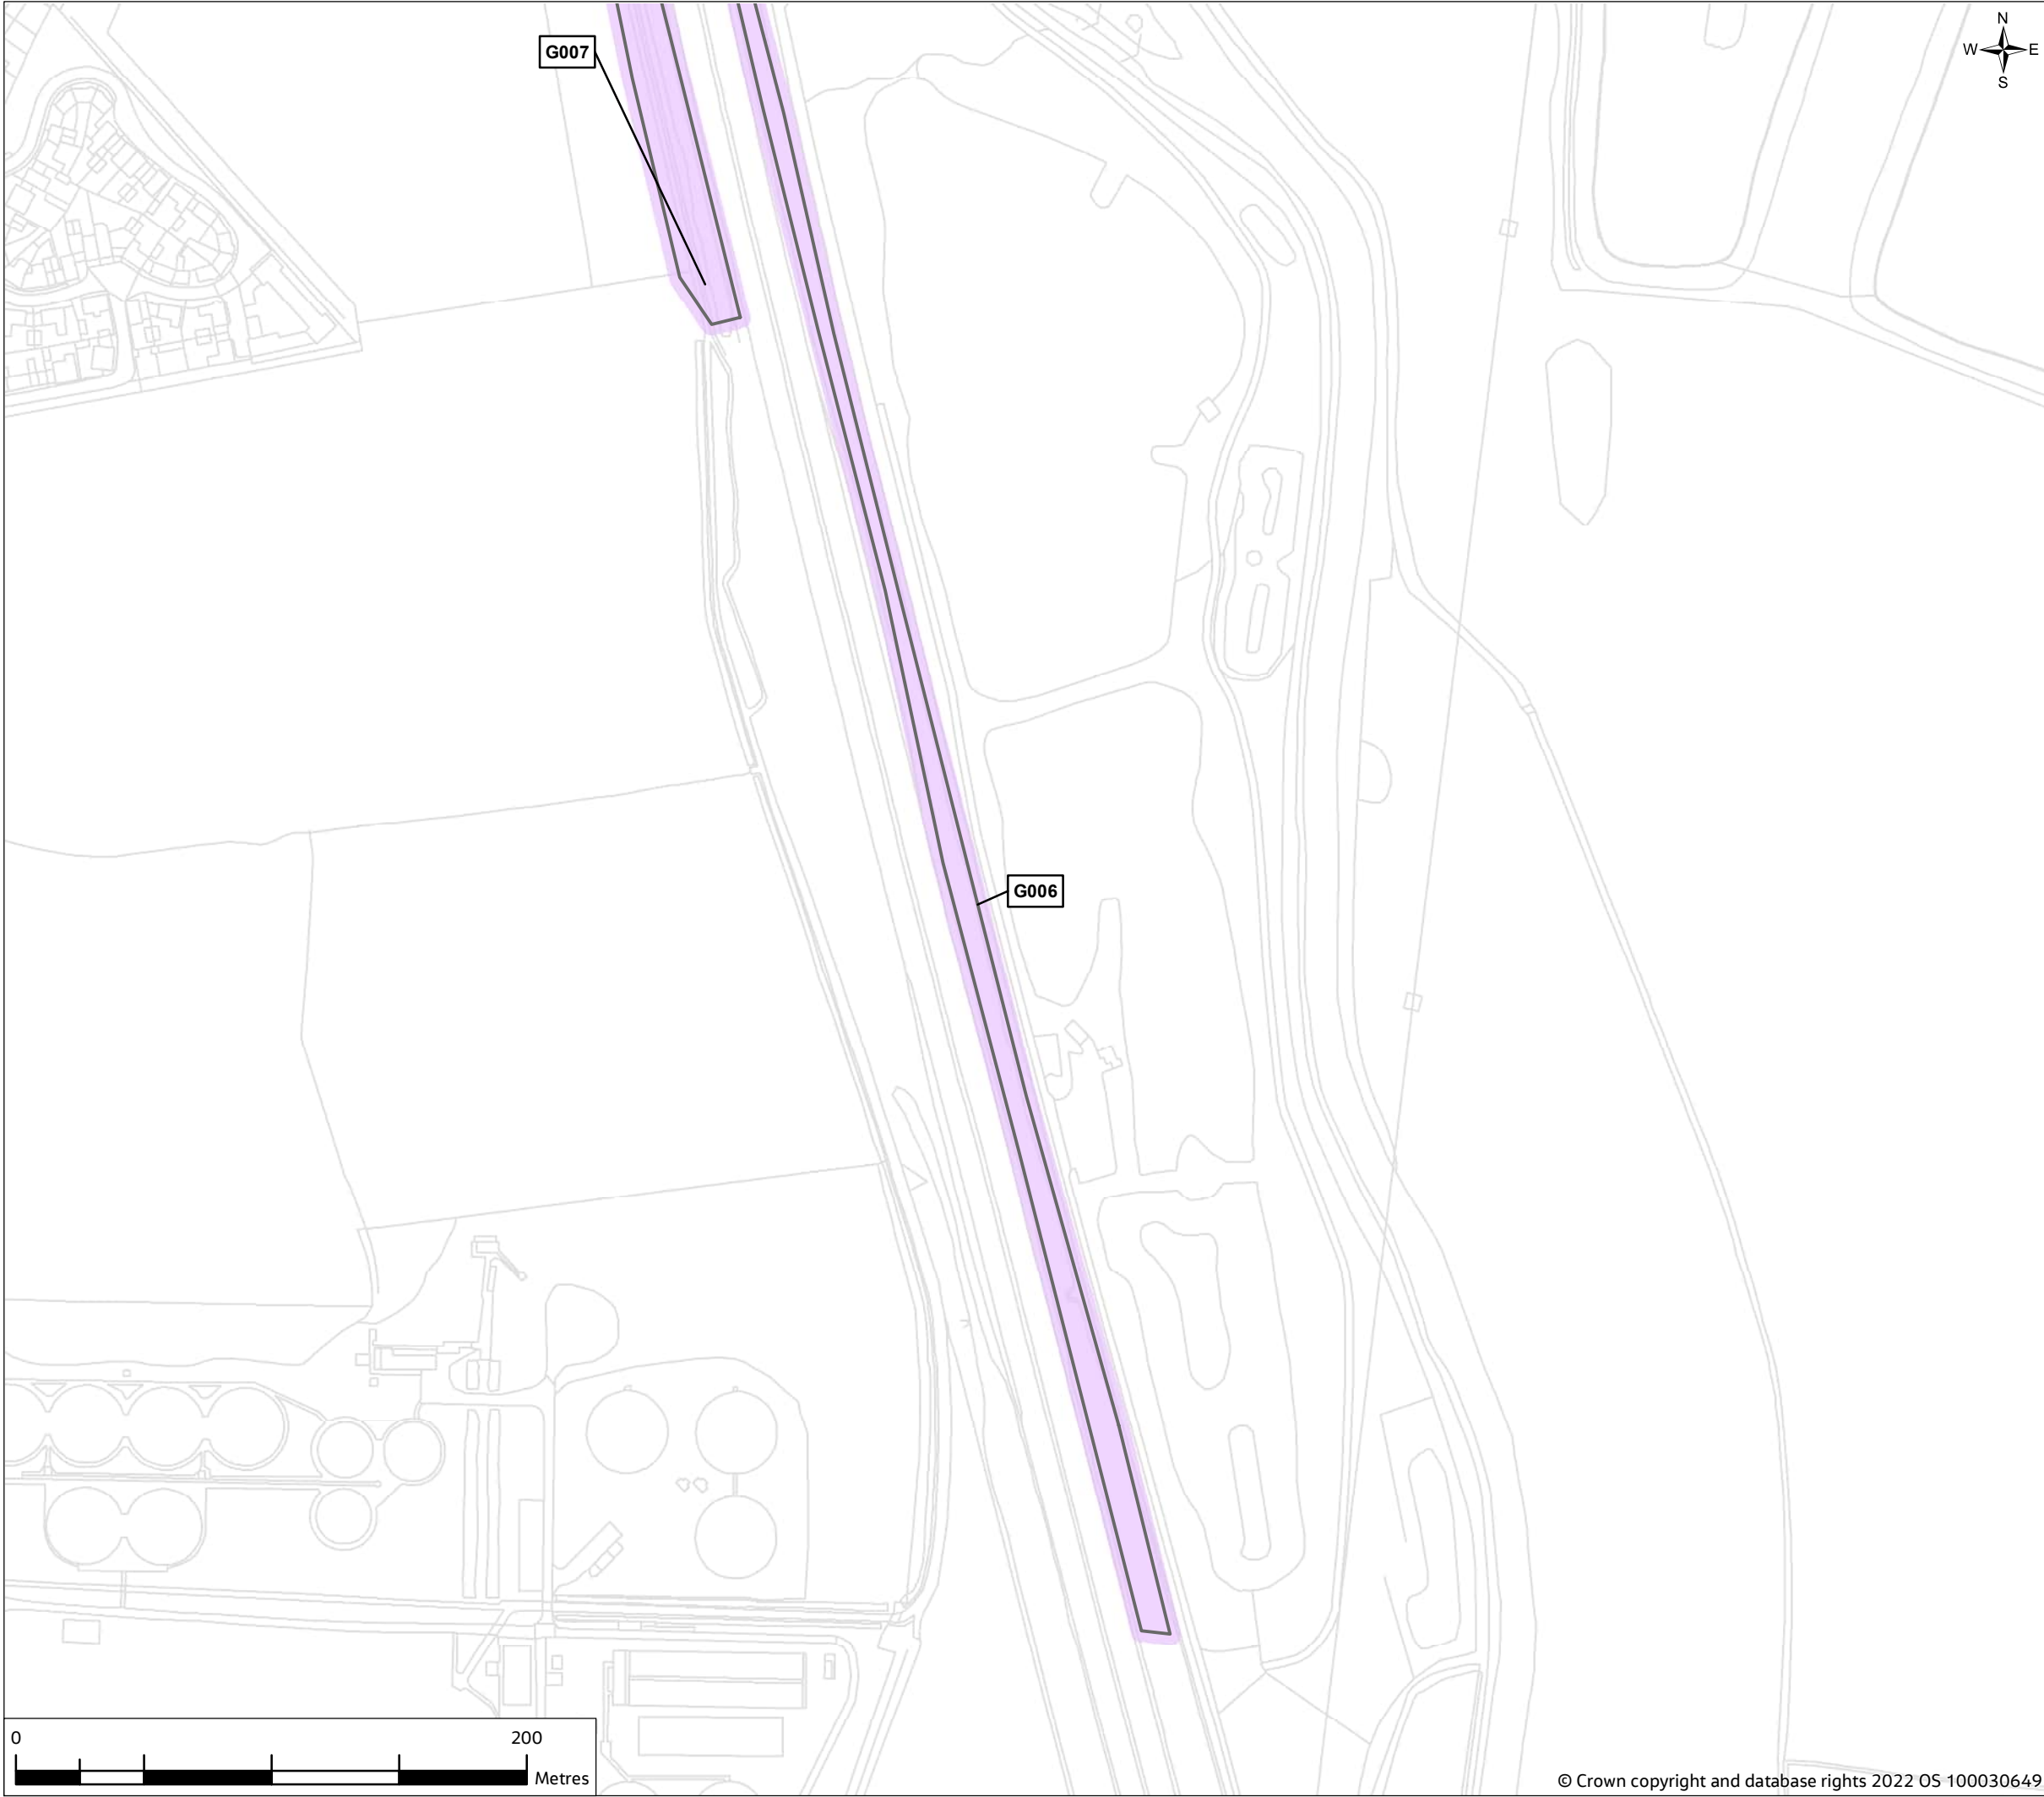 N
W E
S
G007
G006
0 200
Metres
© Crown copyright and database rights 2022 OS 100030649